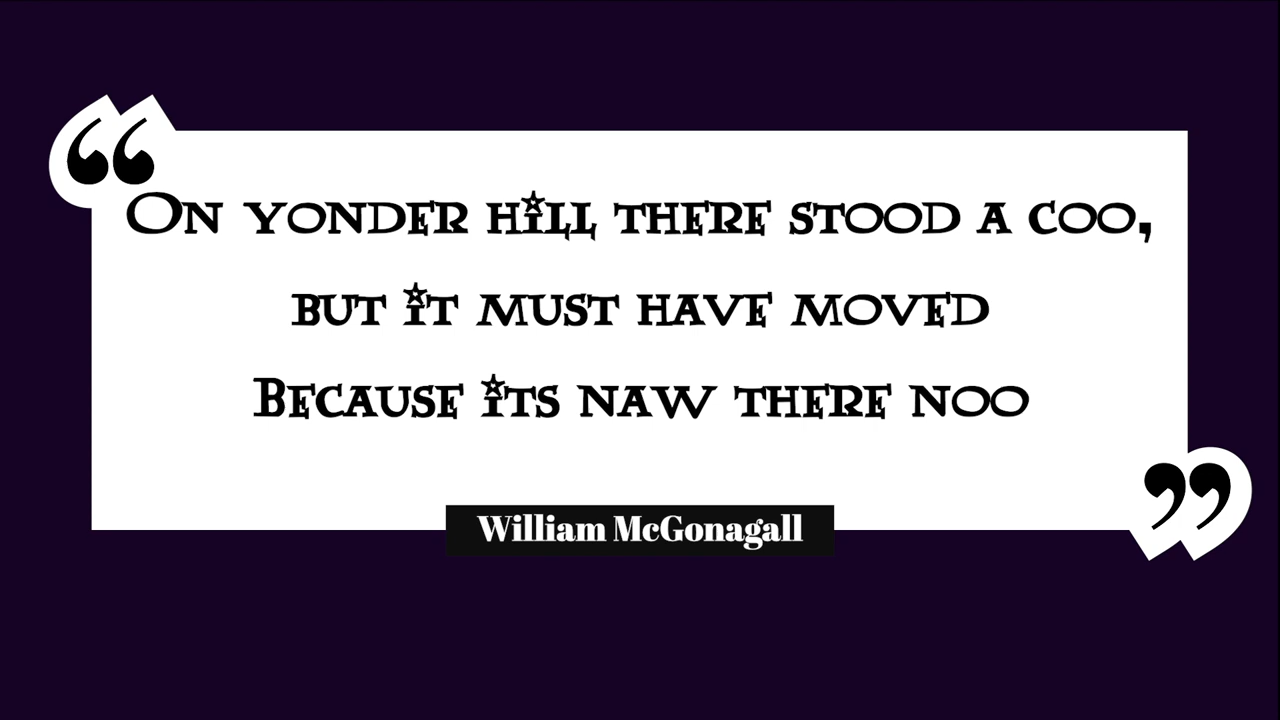 “On yonder hill there stood a coo,
but it must have moved
Because its naw there noo”
William McGonagall